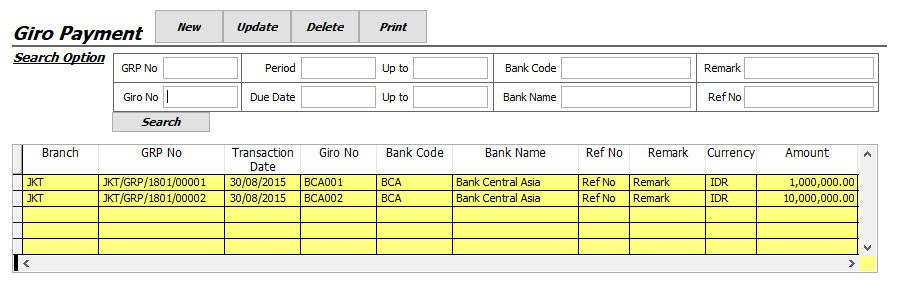 Giro Payment New Update Delete Print
Search Option
GRP No Period Up to Bank Code Remark
Giro No Due Date Up to Bank Name Ref No
Search
Branch GRP No Transaction Date Giro No Bank Code Bank Name Ref No Remark Currency Amount
JKT JKT/GRP/1801/00001 30/08/2015 BCA001 BCA Bank Central Asia Ref No Remark IDR 1,000,000.00
JKT JKT/GRP/1801/00002 30/08/2015 BCA002 BCA Bank Central Asia Ref No Remark IDR 10,000,000.00